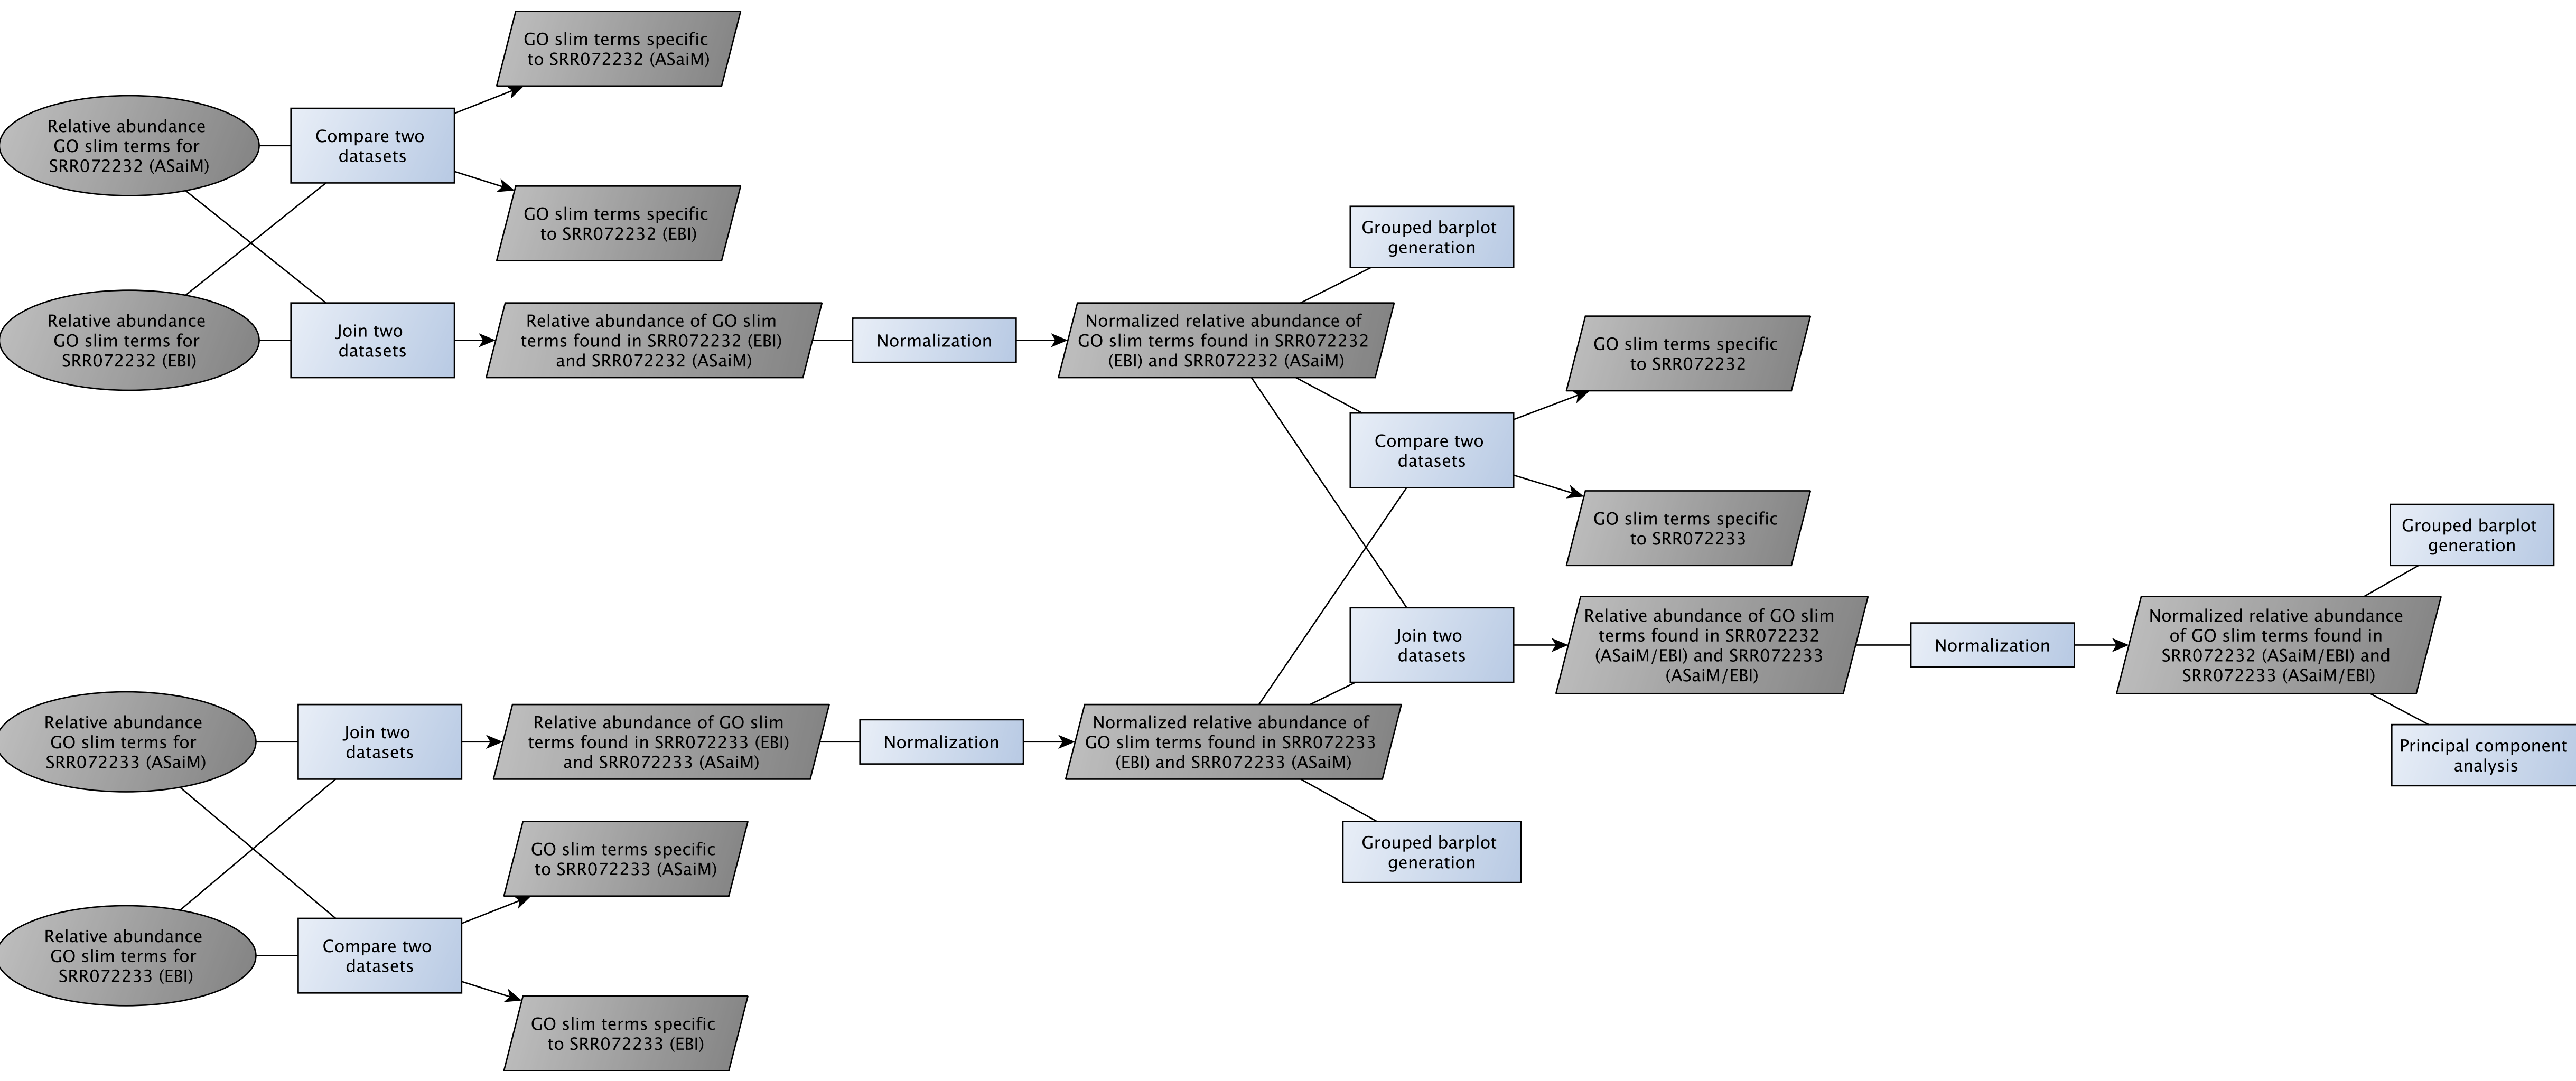 GO slim terms specific
to SRR072232 (ASaiM)
Relative abundance
GO slim terms for
SRR072232 (ASaiM)
Compare two
datasets
GO slim terms specific
to SRR072232 (EBI)
Relative abundance
GO slim terms for
SRR072232 (EBI)
Join two
datasets
Relative abundance of GO slim
terms found in SRR072232 (EBI)
and SRR072232 (ASaiM)
Normalization
Normalized relative abundance of
GO slim terms found in SRR072232
(EBI) and SRR072232 (ASaiM)
Grouped barplot
generation
Compare two
datasets
GO slim terms specific
to SRR072232
GO slim terms specific
to SRR072233
Join two
datasets
Relative abundance of GO slim
terms found in SRR072232
(ASaiM/EBI) and SRR072233
(ASaiM/EBI)
Normalization
Normalized relative abundance
of GO slim terms found in
SRR072232 (ASaiM/EBI) and
SRR072233 (ASaiM/EBI)
Grouped barplot
generation
Principal component
analysis
Relative abundance
GO slim terms for
SRR072233 (ASaiM)
Join two
datasets
Relative abundance of GO slim
terms found in SRR072233 (EBI)
and SRR072233 (ASaiM)
Normalization
Normalized relative abundance of
GO slim terms found in SRR072233
(EBI) and SRR072233 (ASaiM)
Grouped barplot
generation
GO slim terms specific
to SRR072233 (ASaiM)
Relative abundance
GO slim terms for
SRR072233 (EBI)
Compare two
datasets
GO slim terms specific
to SRR072233 (EBI)